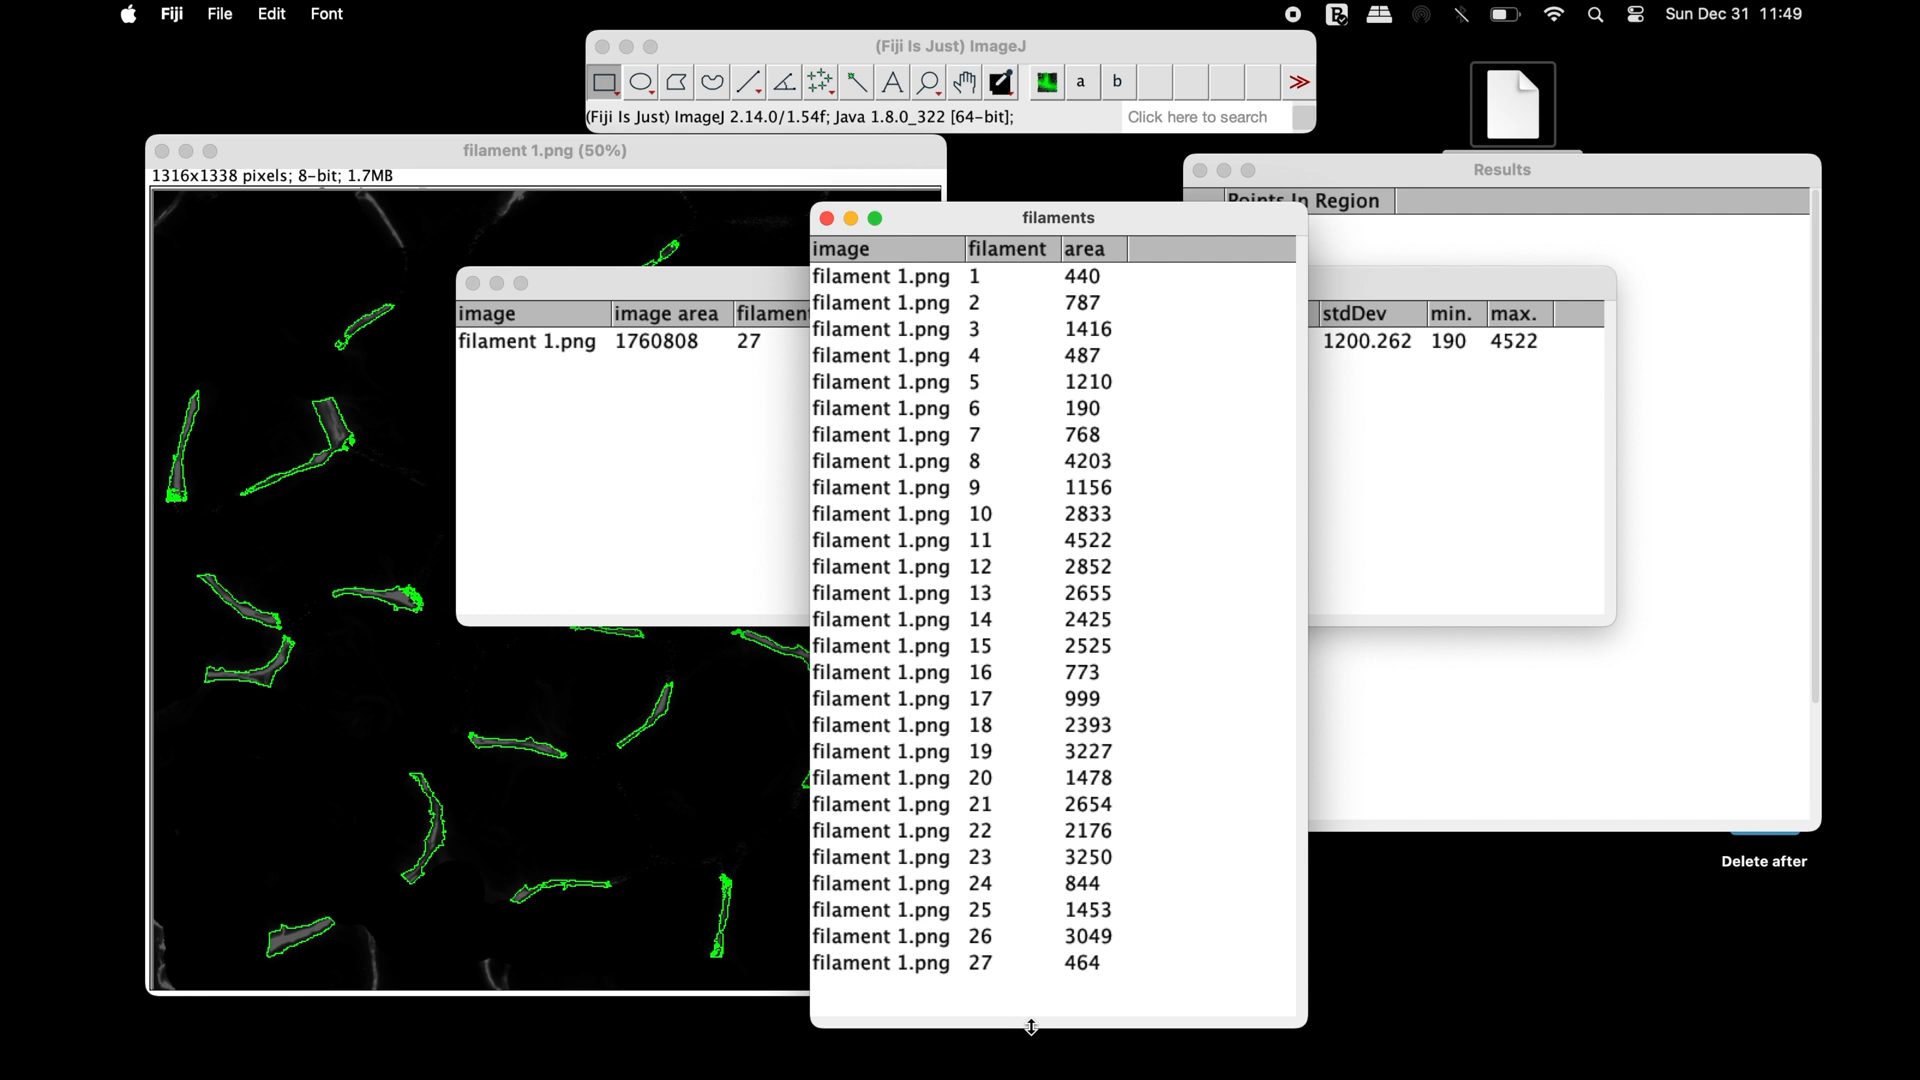 Fiji File Edit Font
Sun Dec 31 11:49
(Fiji Is Just) ImageJ
a b
(Fiji Is Just) ImageJ 2.14.0/1.54f; Java 1.8.0_322 [64-bit];
Click here to search
filament 1.png (50%)
1316x1338 pixels; 8-bit; 1.7MB
Results
Points In Region
image image area filament
filament 1.png 1760808 27
stdDev min. max.
1200.262 190 4522
filaments
image filament area
filament 1.png 1 440
filament 1.png 2 787
filament 1.png 3 1416
filament 1.png 4 487
filament 1.png 5 1210
filament 1.png 6 190
filament 1.png 7 768
filament 1.png 8 4203
filament 1.png 9 1156
filament 1.png 10 2833
filament 1.png 11 4522
filament 1.png 12 2852
filament 1.png 13 2655
filament 1.png 14 2425
filament 1.png 15 2525
filament 1.png 16 773
filament 1.png 17 999
filament 1.png 18 2393
filament 1.png 19 3227
filament 1.png 20 1478
filament 1.png 21 2654
filament 1.png 22 2176
filament 1.png 23 3250
filament 1.png 24 844
filament 1.png 25 1453
filament 1.png 26 3049
filament 1.png 27 464
Delete after